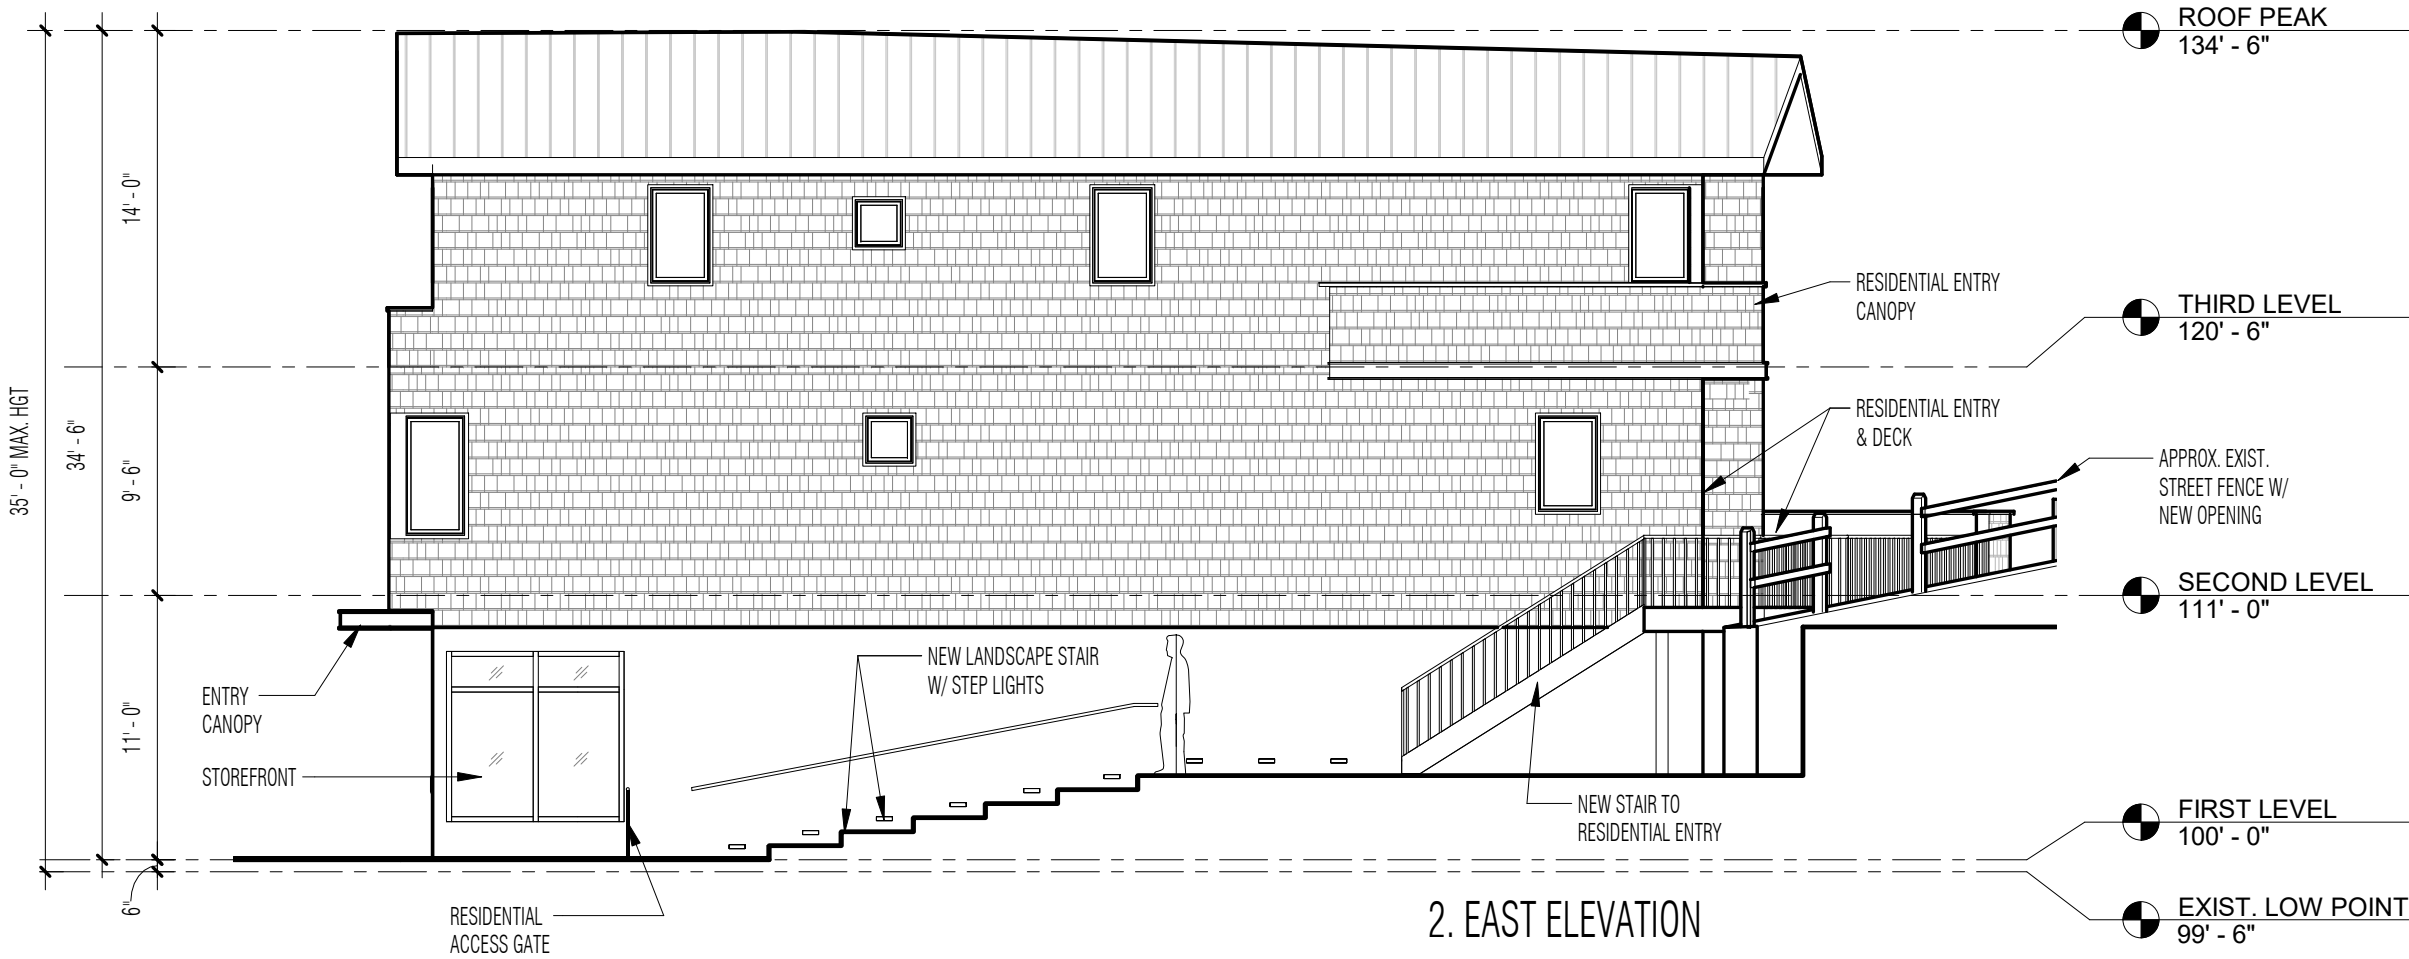 ROOF PEAK
134' - 6"
14' - 0"
RESIDENTIAL ENTRY
CANOPY
THIRD LEVEL
120' - 6"
35' - 0" MAX. HGT
34' - 6"
9' - 6"
RESIDENTIAL ENTRY
& DECK
APPROX. EXIST.
STREET FENCE W/
NEW OPENING
SECOND LEVEL
111' - 0"
NEW LANDSCAPE STAIR
W/ STEP LIGHTS
ENTRY
CANOPY
11' - 0"
STOREFRONT
NEW STAIR TO
RESIDENTIAL ENTRY
FIRST LEVEL
100' - 0"
6"
RESIDENTIAL
ACCESS GATE
2. EAST ELEVATION
EXIST. LOW POINT
99' - 6"